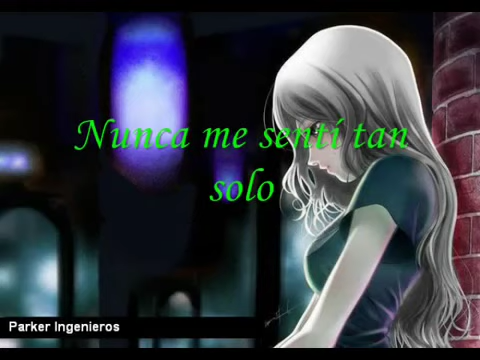 Nunca me sentí tan
solo
Parker Ingenieros